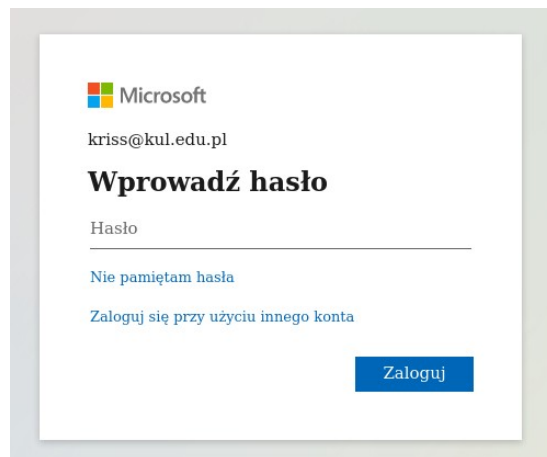 Microsoft
kriss@kul.edu.pl
Wprowadź hasło
Hasło
Nie pamiętam hasła
Zaloguj się przy użyciu innego konta
Zaloguj